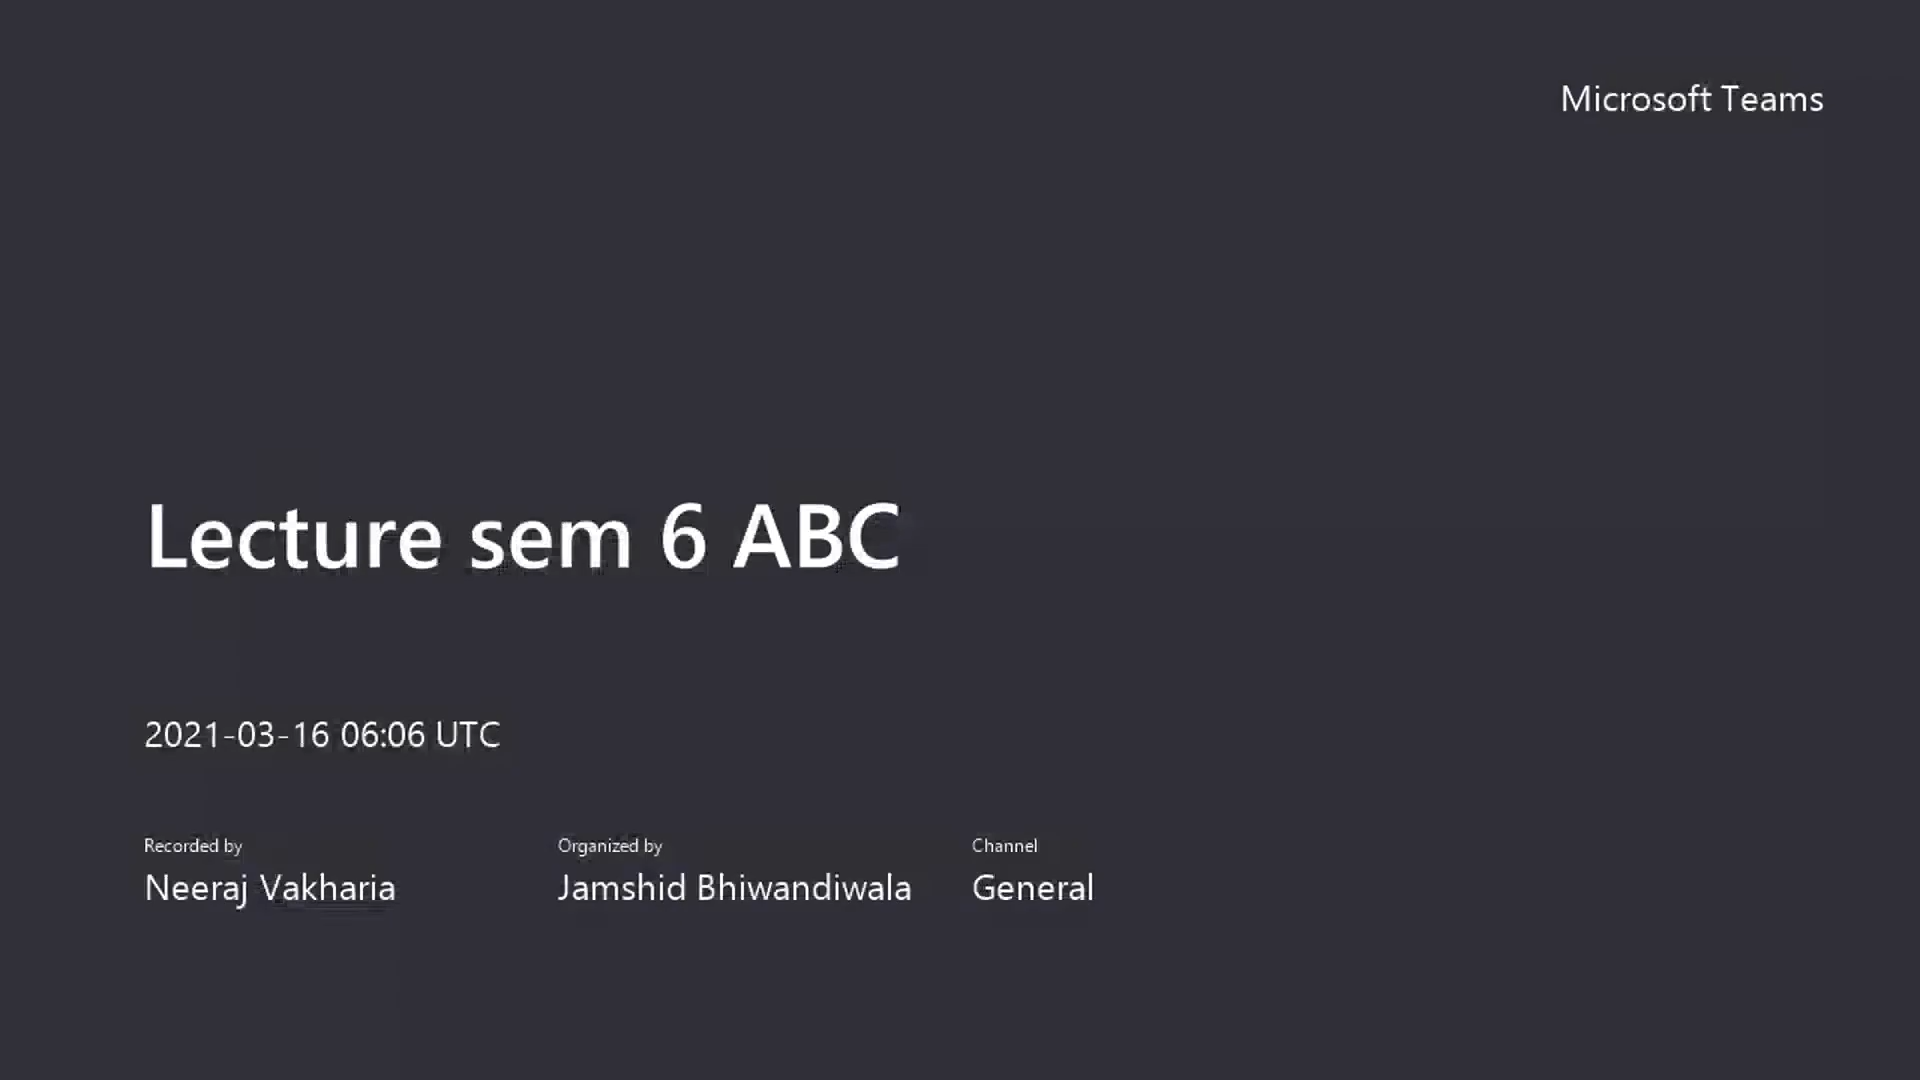 Microsoft Teams
Lecture sem 6 ABC
2021-03-16 06:06 UTC
Recorded by
Neeraj Vakharia
Organized by
Jamshid Bhiwandiwala
Channel
General